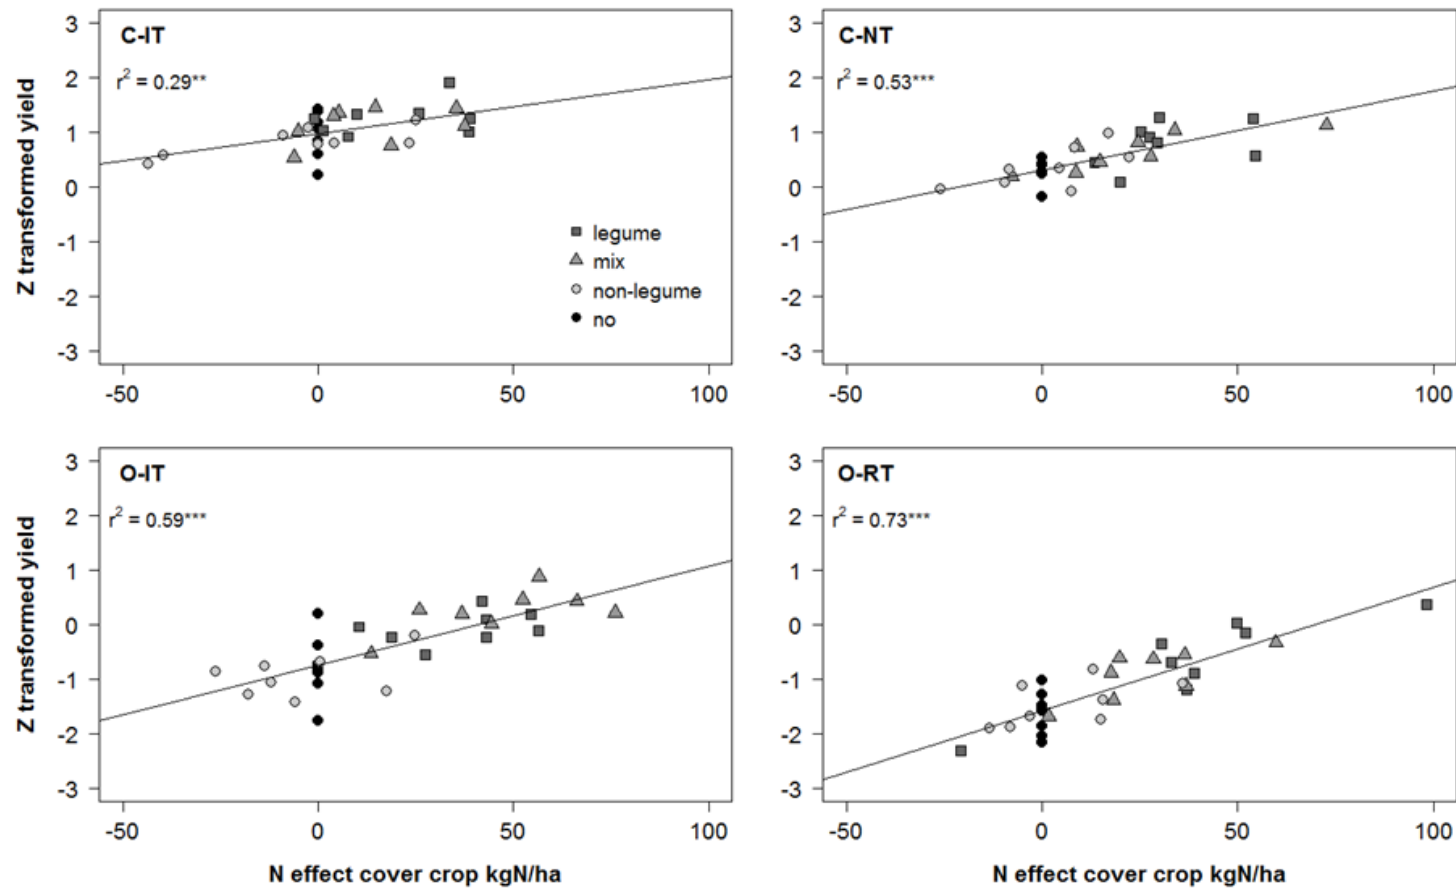 C-IT
r² = 0.29**
3
2
1
0
-1
-2
-3
Z transformed yield
legume
mix
non-legume
no
-50
0
50
100
C-NT
r² = 0.53***
3
2
1
0
-1
-2
-3
-50
0
50
100
O-IT
r² = 0.59***
3
2
1
0
-1
-2
-3
Z transformed yield
-50
0
50
100
N effect cover crop kgN/ha
O-RT
r² = 0.73***
3
2
1
0
-1
-2
-3
-50
0
50
100
N effect cover crop kgN/ha